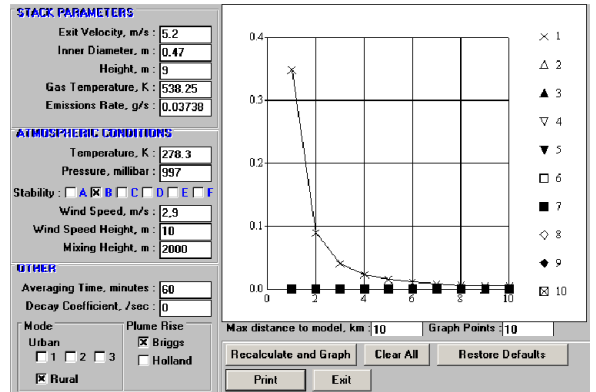 STACK PARAMETERS
Exit Velocity, m/s : 5.2
Inner Diameter, m : 0.47
Height, m : 9
Gas Temperature, K : 538.25
Emissions Rate, g/s : 0.03738
ATMOSPHERIC CONDITIONS
Temperature, K : 278.3
Pressure, millibar : 997
Stability : A B C D E F
Wind Speed, m/s : 2,9
Wind Speed Height, m : 10
Mixing Height, m : 2000
OTHER
Averaging Time, minutes : 60
Decay Coefficient, /sec : 0
Mode
Urban
1 2 3
Rural
Plume Rise
Briggs
Holland
0.4
0.3
0.2
0.1
0.0
0 2 4 6 8 10
1
2
3
4
5
6
7
8
9
10
Max distance to model, km : 10 Graph Points : 10
Recalculate and Graph Clear All Restore Defaults
Print Exit